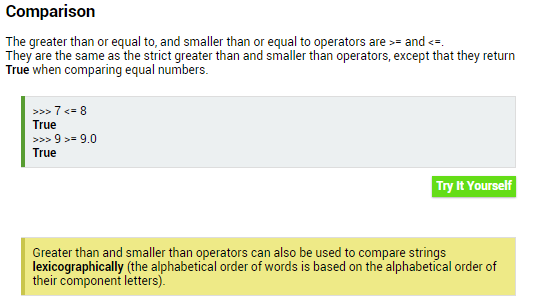 Comparison
The greater than or equal to, and smaller than or equal to operators are >= and <=.
They are the same as the strict greater than and smaller than operators, except that they return
True when comparing equal numbers.
>>> 7 <= 8
True
>>> 9 >= 9.0
True
Try It Yourself
Greater than and smaller than operators can also be used to compare strings
lexicographically (the alphabetical order of words is based on the alphabetical order of
their component letters).